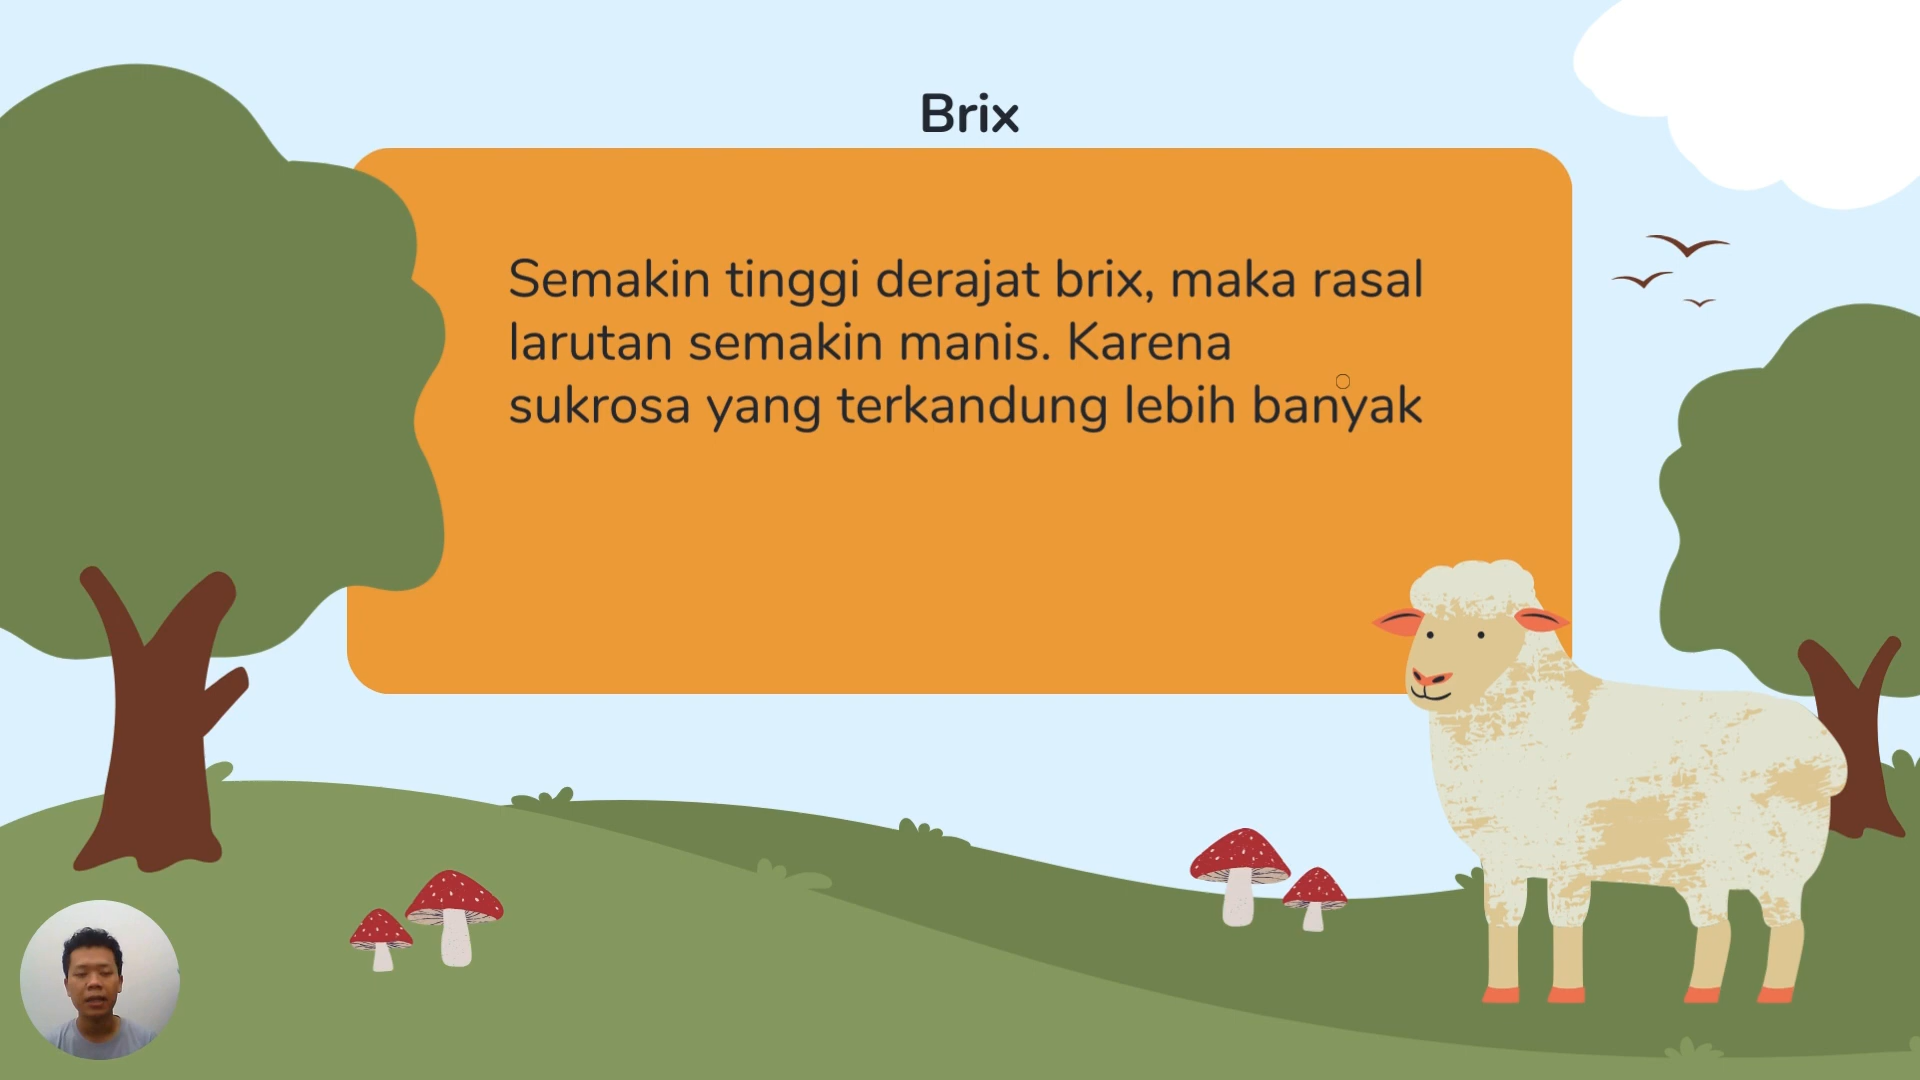 Brix
Semakin tinggi derajat brix, maka rasal
larutan semakin manis. Karena
sukrosa yang terkandung lebih banyak